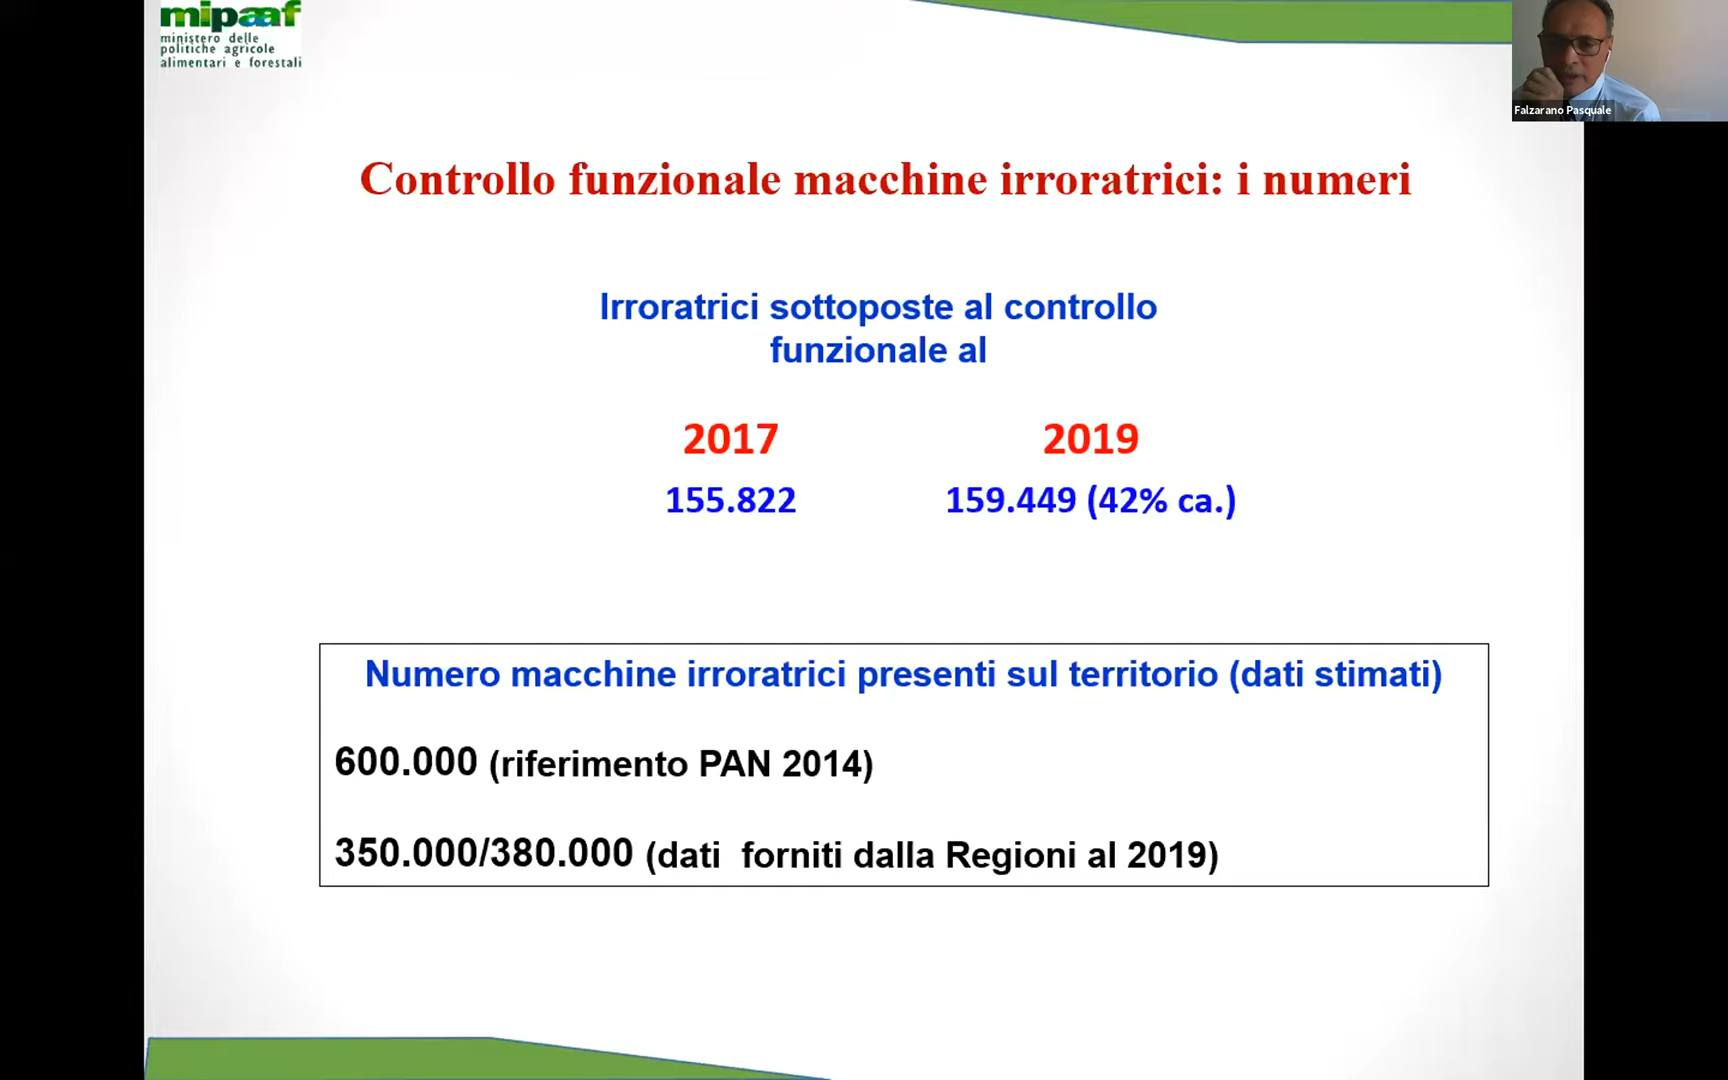 mipaaf
ministero delle
politiche agricole
alimentari e forestali
Falzarano Pasquale
Controllo funzionale macchine irroratrici: i numeri
Irroratrici sottoposte al controllo
funzionale al
2017 2019
155.822 159.449 (42% ca.)
Numero macchine irroratrici presenti sul territorio (dati stimati)
600.000 (riferimento PAN 2014)
350.000/380.000 (dati forniti dalla Regioni al 2019)